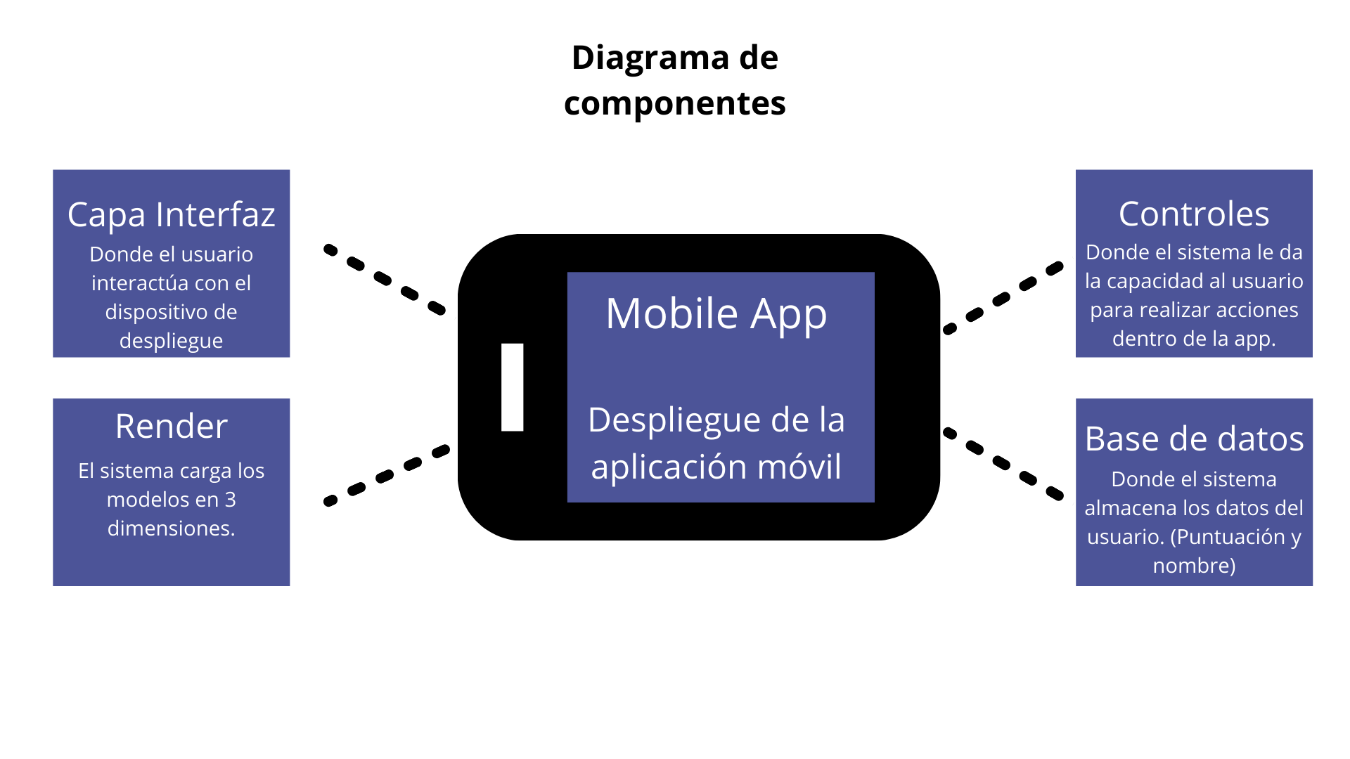 Diagrama de
componentes
Capa Interfaz
Donde el usuario
interactúa con el
dispositivo de
despliegue
Render
El sistema carga los
modelos en 3
dimensiones.
Mobile App
Despliegue de la
aplicación móvil
Controles
Donde el sistema le da
la capacidad al usuario
para realizar acciones
dentro de la app.
Base de datos
Donde el sistema
almacena los datos del
usuario. (Puntuación y
nombre)